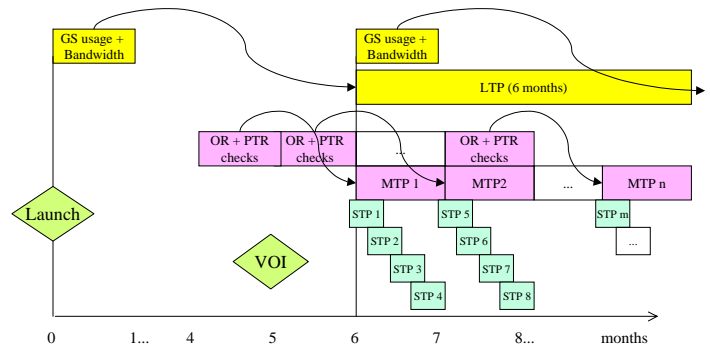 GS usage +
Bandwidth
GS usage +
Bandwidth
LTP (6 months)
OR + PTR
checks
OR + PTR
checks
...
OR + PTR
checks
MTP 1
MTP2
...
MTP n
Launch
STP 1
STP 5
STP m
STP 2
STP 6
...
VOI
STP 3
STP 7
STP 4
STP 8
0 1... 4 5 6 7 8... months